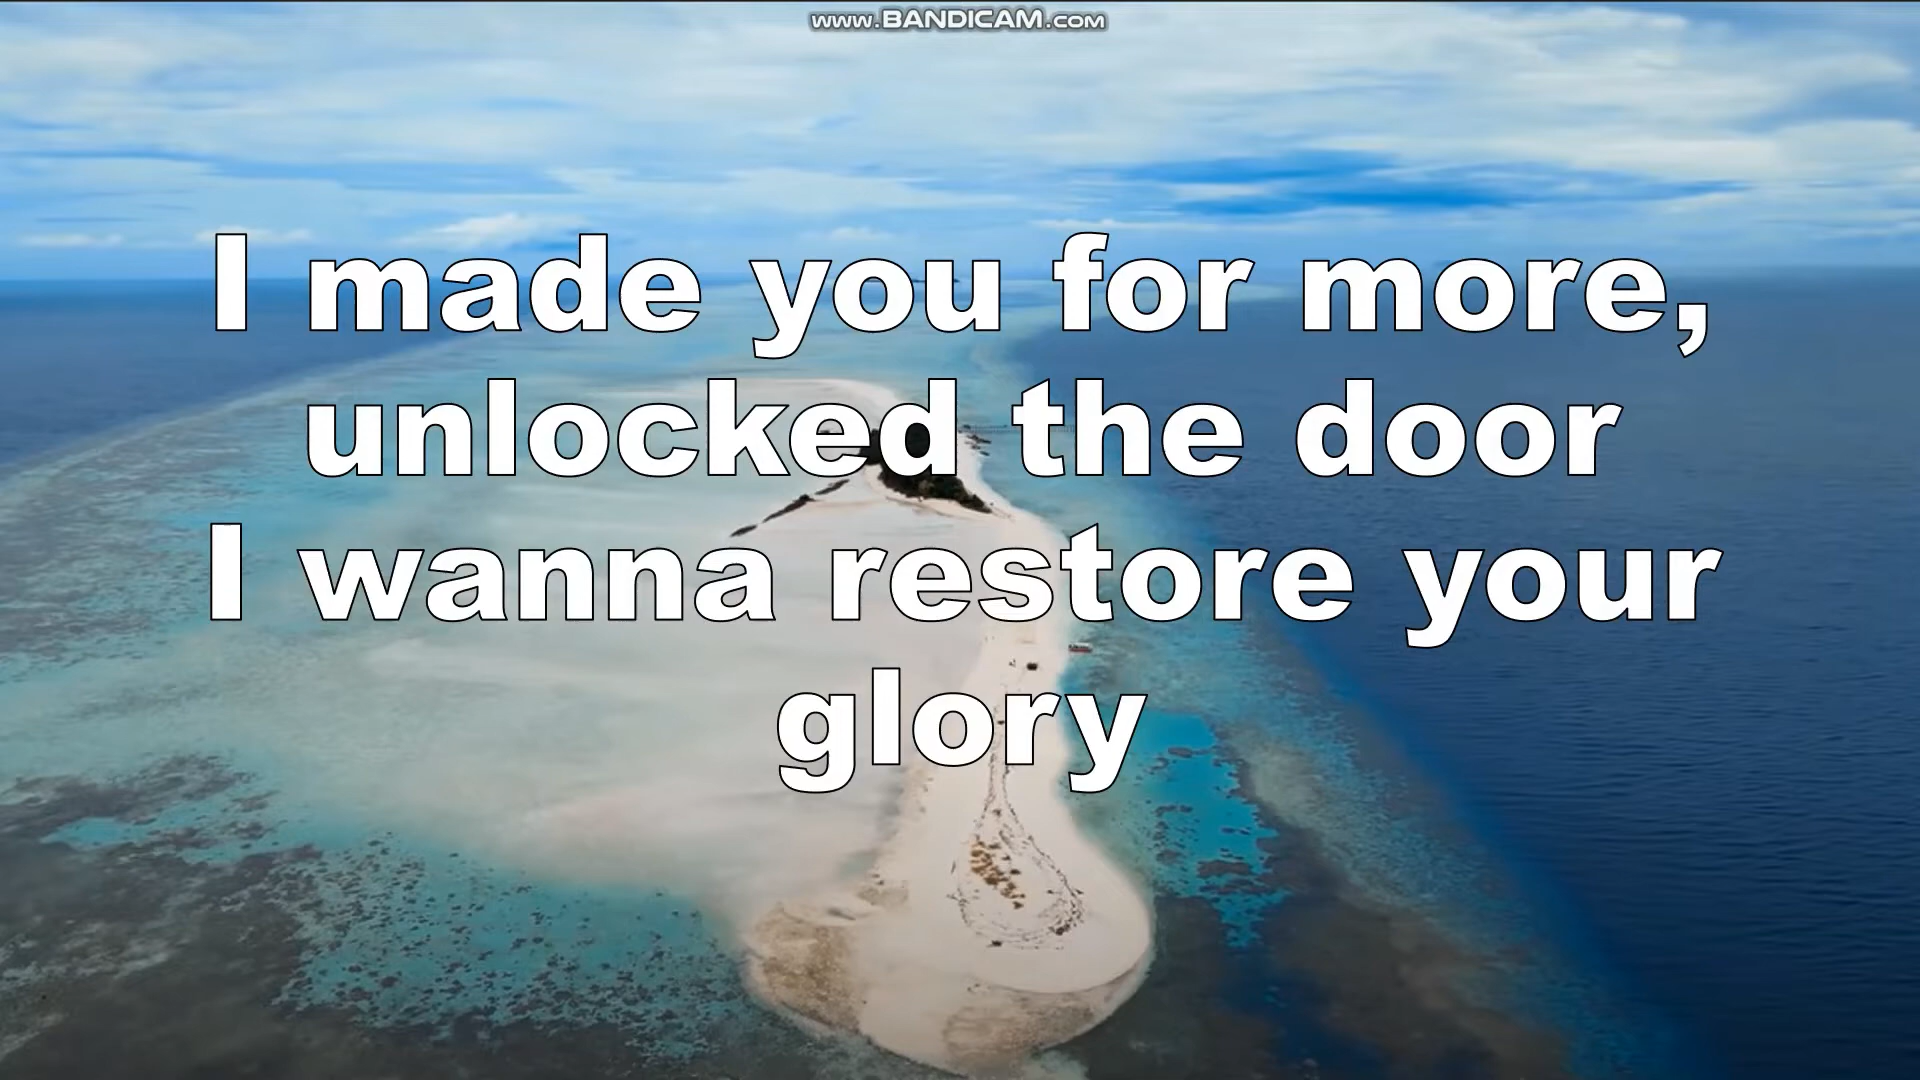 www.BANDICAM.com
I made you for more,
unlocked the door
I wanna restore your
glory